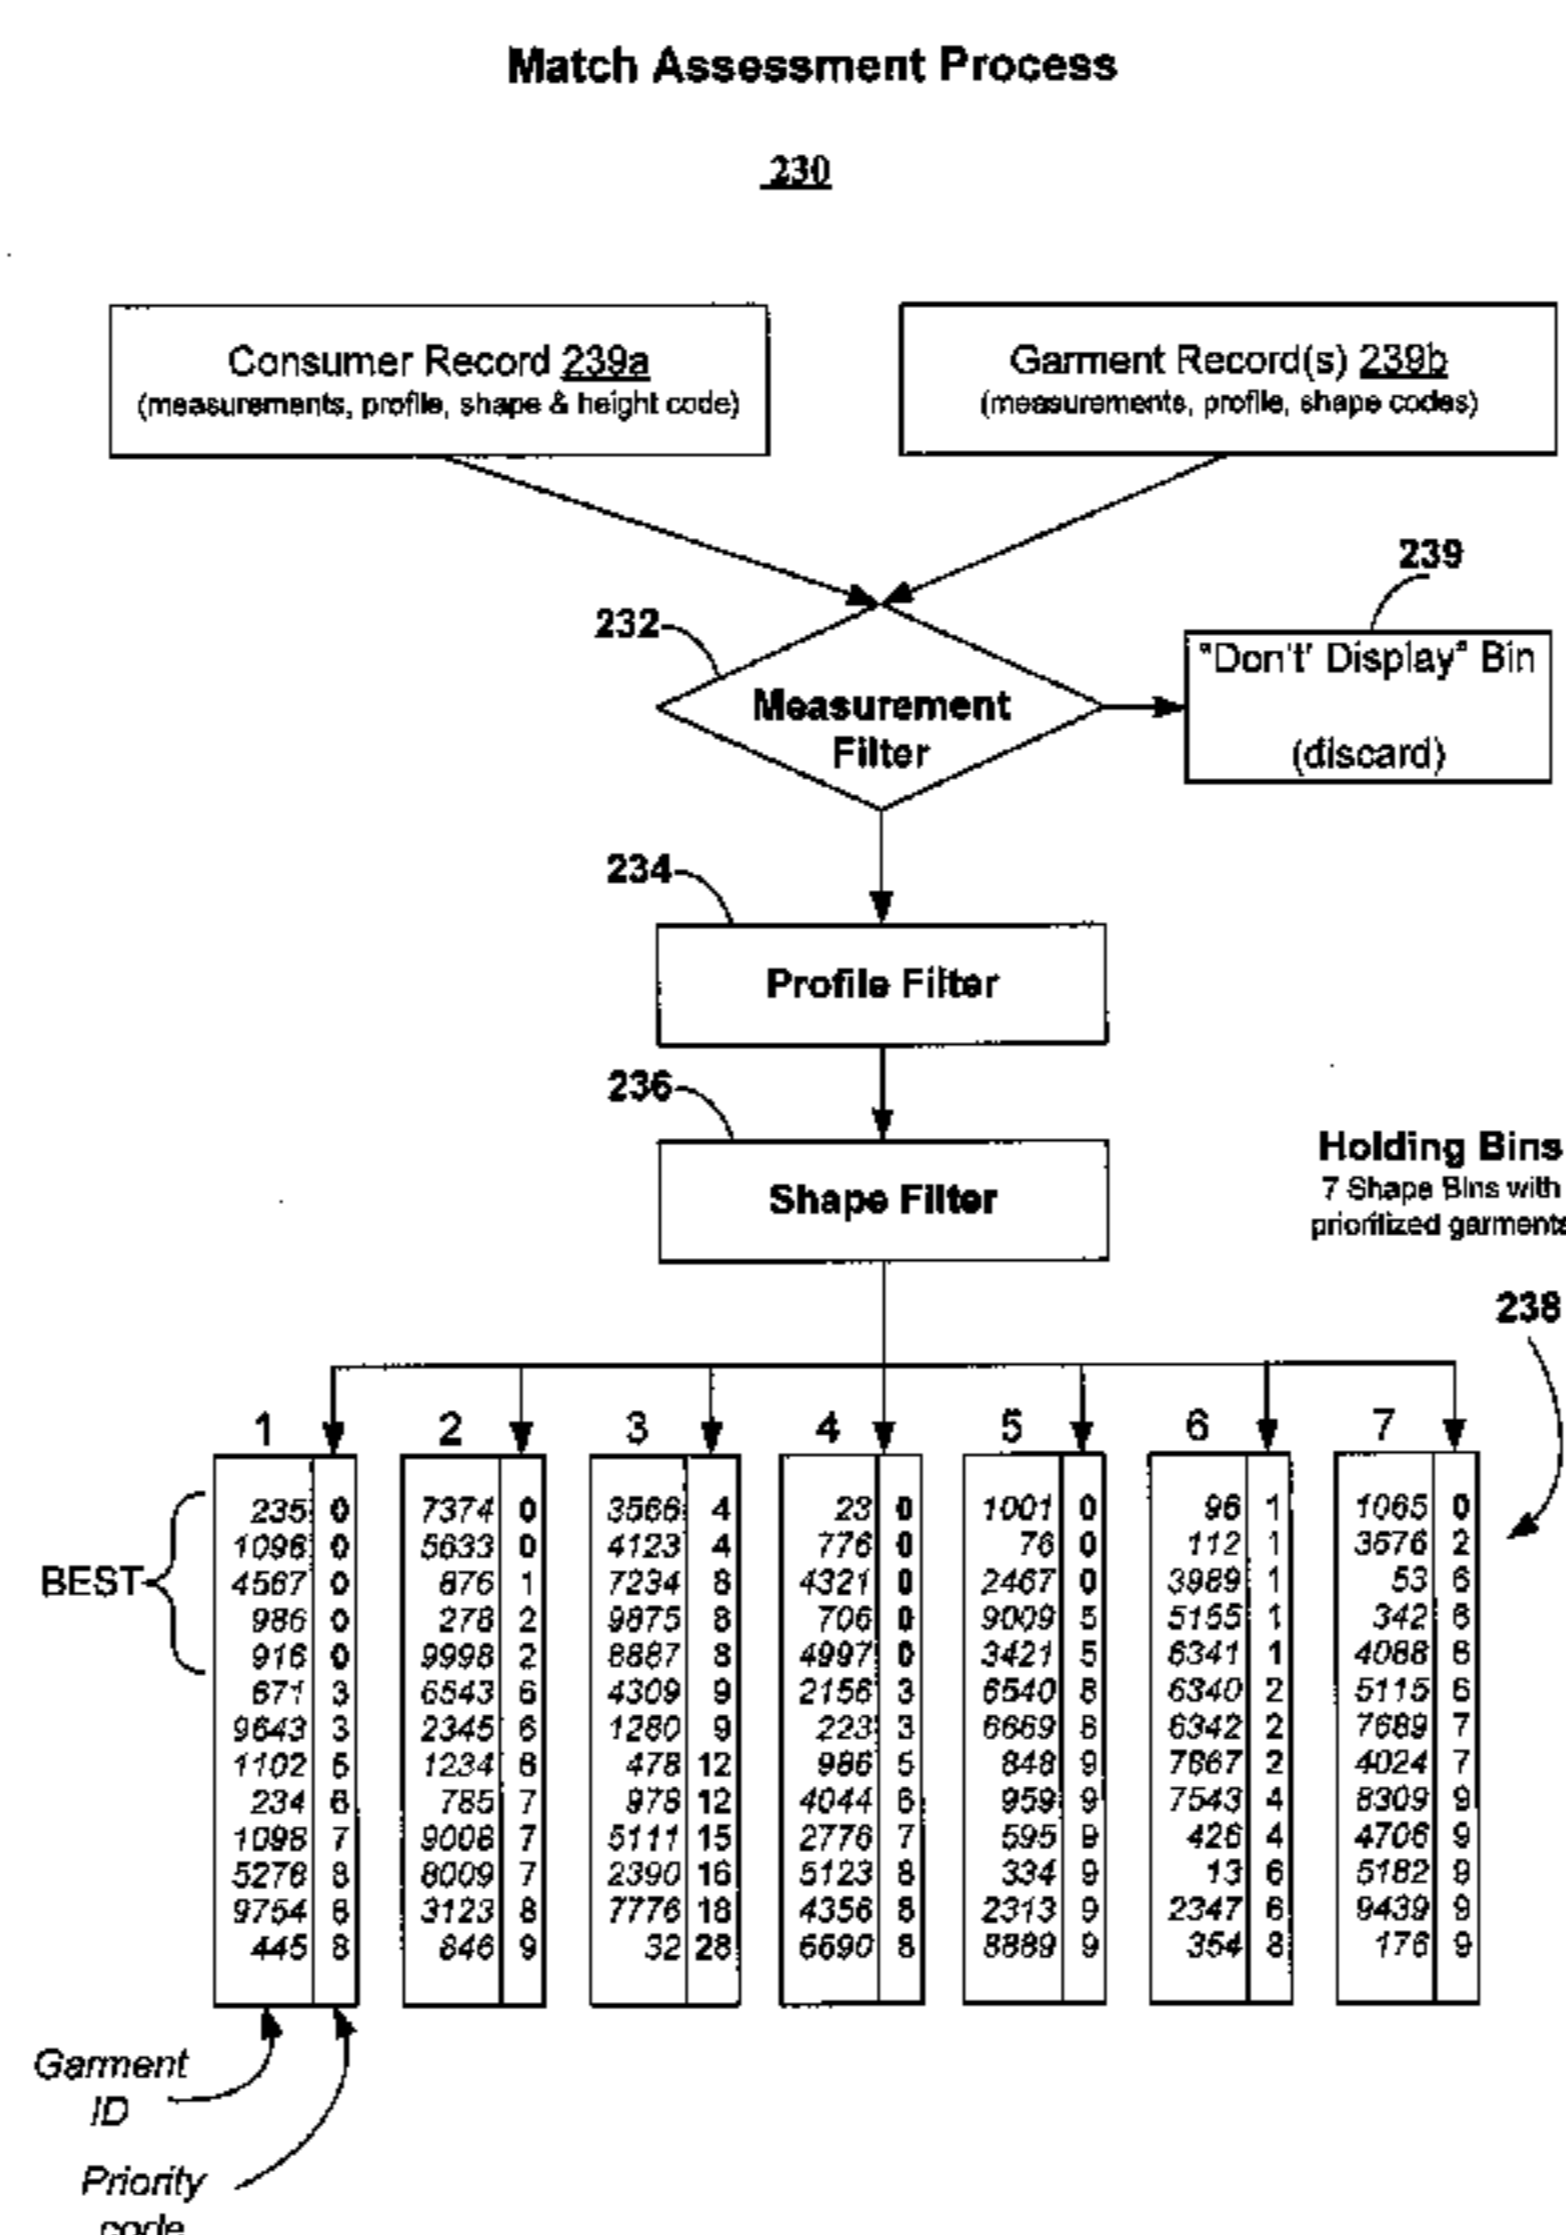 Match Assessment Process
230
Consumer Record 239a
(measurements, profile, shape & height code)
Garment Record(s) 239b
(measurements, profile, shape codes)
239
232
"Don't' Display" Bin
(discard)
Measurement
Filter
234
Profile Filter
236
Shape Filter
Holding Bins
7 Shape Bins with
prioritized garments
238
1 2 3 4 5 6 7
235 0 7374 0 3566 4 23 0 1001 0 96 1 1065 0
1096 0 5633 0 4123 4 776 0 76 0 112 1 3676 2
BEST
4567 0 876 1 7234 8 4321 0 2467 0 3989 1 53 6
986 0 278 2 9875 8 706 0 9009 5 5155 1 342 6
916 0 9998 2 8887 8 4997 0 3421 5 6341 1 4088 6
671 3 6543 6 4309 9 2156 3 6540 8 6340 2 5115 6
9643 3 2345 6 1280 9 223 3 6669 8 6342 2 7689 7
1102 5 1234 6 478 12 986 5 848 9 7867 2 4024 7
234 6 785 7 978 12 4044 6 959 9 7543 4 8309 9
1098 7 9008 7 5111 15 2776 7 595 9 426 4 4706 9
5276 8 8009 7 2390 16 5123 8 334 9 13 6 5182 9
9754 8 3123 8 7776 18 4356 8 2313 9 2347 6 9439 9
445 8 846 9 32 28 6690 8 8889 9 354 8 176 9
Garment
ID
Priority
code